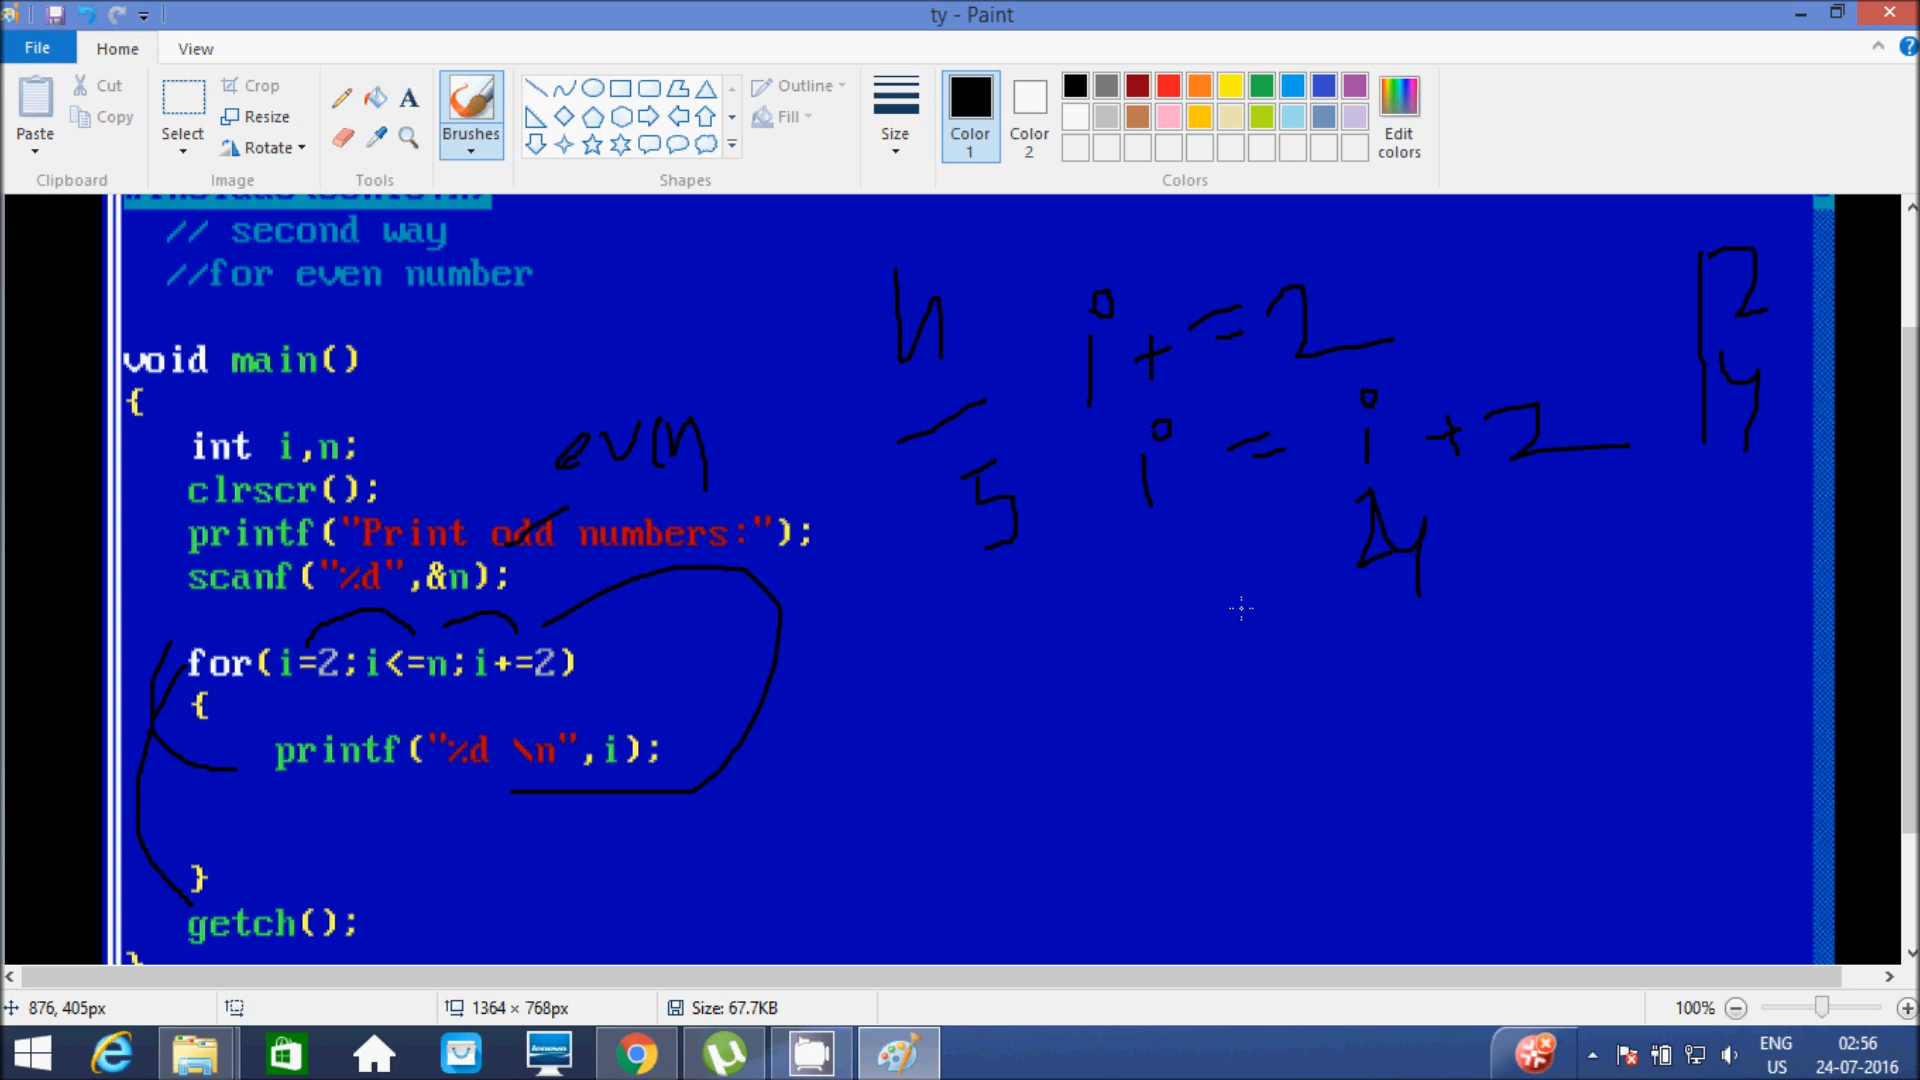 ty - Paint
File Home View
Paste
Cut
Copy
Clipboard
Select
Crop
Resize
Rotate
Image
Tools
Brushes
Shapes
Outline
Fill
Size
Color 1
Color 2
Edit colors
Colors
// second way
//for even number
void main()
{
int i,n;
clrscr();
printf("Print odd numbers:");
scanf("%d",&n);
for(i=2;i<=n;i+=2)
{
printf("%d \n",i);
}
getch();
}
even
n
5
i+=2
i=i+2
4
2
4
876, 405px
1364 × 768px
Size: 67.7KB
100%
lenovo
ENG
US
02:56
24-07-2016